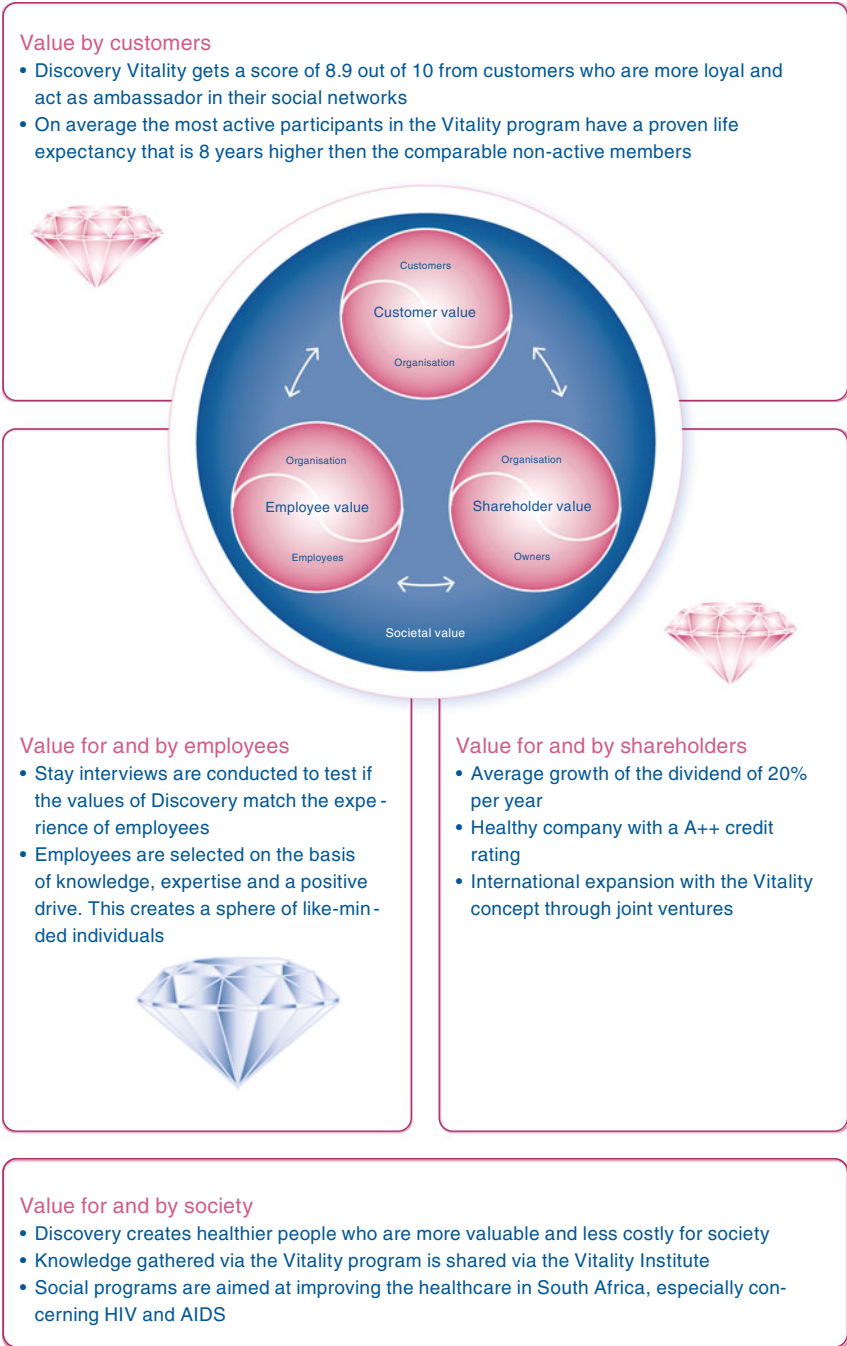 Value by customers
• Discovery Vitality gets a score of 8.9 out of 10 from customers who are more loyal and
act as ambassador in their social networks
• On average the most active participants in the Vitality program have a proven life
expectancy that is 8 years higher then the comparable non-active members
Customers
Customer value
Organisation
Organisation
Employee value
Employees
Organisation
Shareholder value
Owners
Societal value
Value for and by employees
• Stay interviews are conducted to test if
the values of Discovery match the expe-
rience of employees
• Employees are selected on the basis
of knowledge, expertise and a positive
drive. This creates a sphere of like-min-
ded individuals
Value for and by shareholders
• Average growth of the dividend of 20%
per year
• Healthy company with a A++ credit
rating
• International expansion with the Vitality
concept through joint ventures
Value for and by society
• Discovery creates healthier people who are more valuable and less costly for society
• Knowledge gathered via the Vitality program is shared via the Vitality Institute
• Social programs are aimed at improving the healthcare in South Africa, especially con-
cerning HIV and AIDS